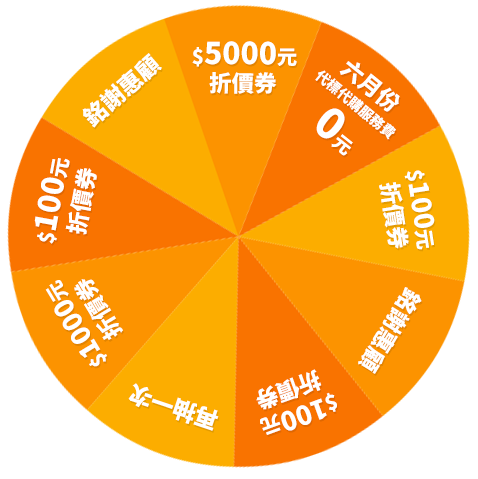 $5000元
折價券
六月份
代標代購服務費
0元
$100元
折價券
銘謝惠顧
$100元
折價券
再抽一次
$1000元
折價券
$100元
折價券
銘謝惠顧